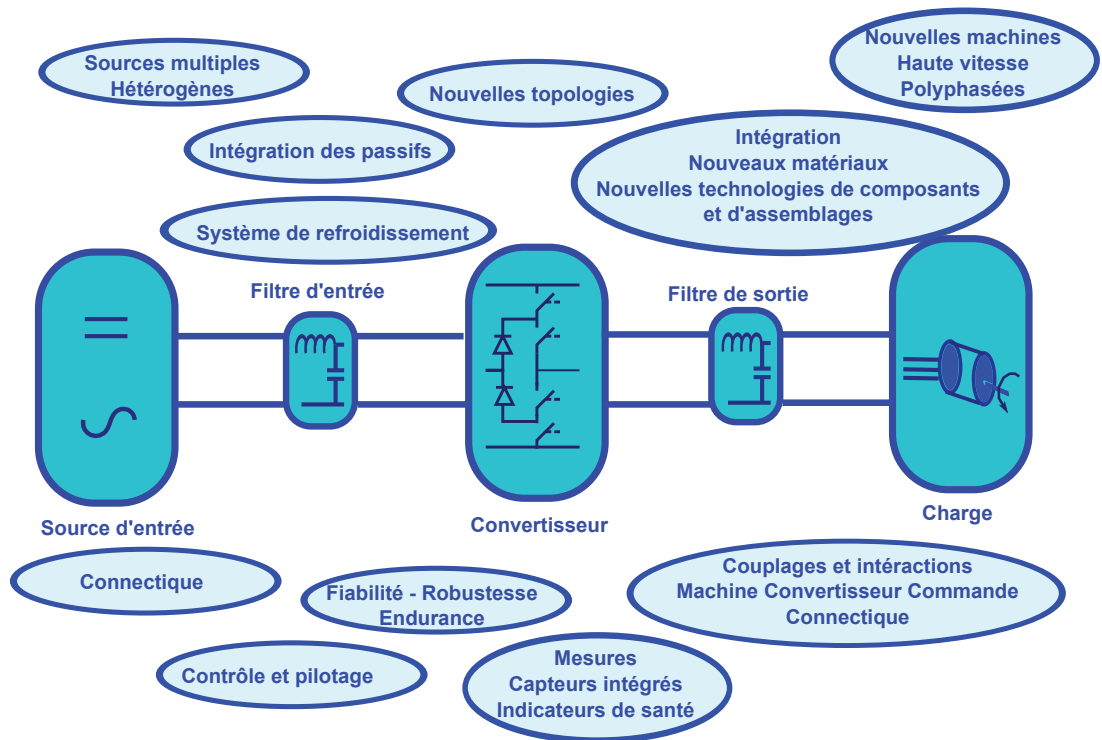 Sources multiples
Hétérogènes
Nouvelles topologies
Nouvelles machines
Haute vitesse
Polyphasées
Intégration des passifs
Intégration
Nouveaux matériaux
Nouvelles technologies de composants
et d'assemblages
Système de refroidissement
Filtre d'entrée
Filtre de sortie
Source d'entrée
Convertisseur
Charge
Connectique
Fiabilité - Robustesse
Endurance
Couplages et intéractions
Machine Convertisseur Commande
Connectique
Contrôle et pilotage
Mesures
Capteurs intégrés
Indicateurs de santé